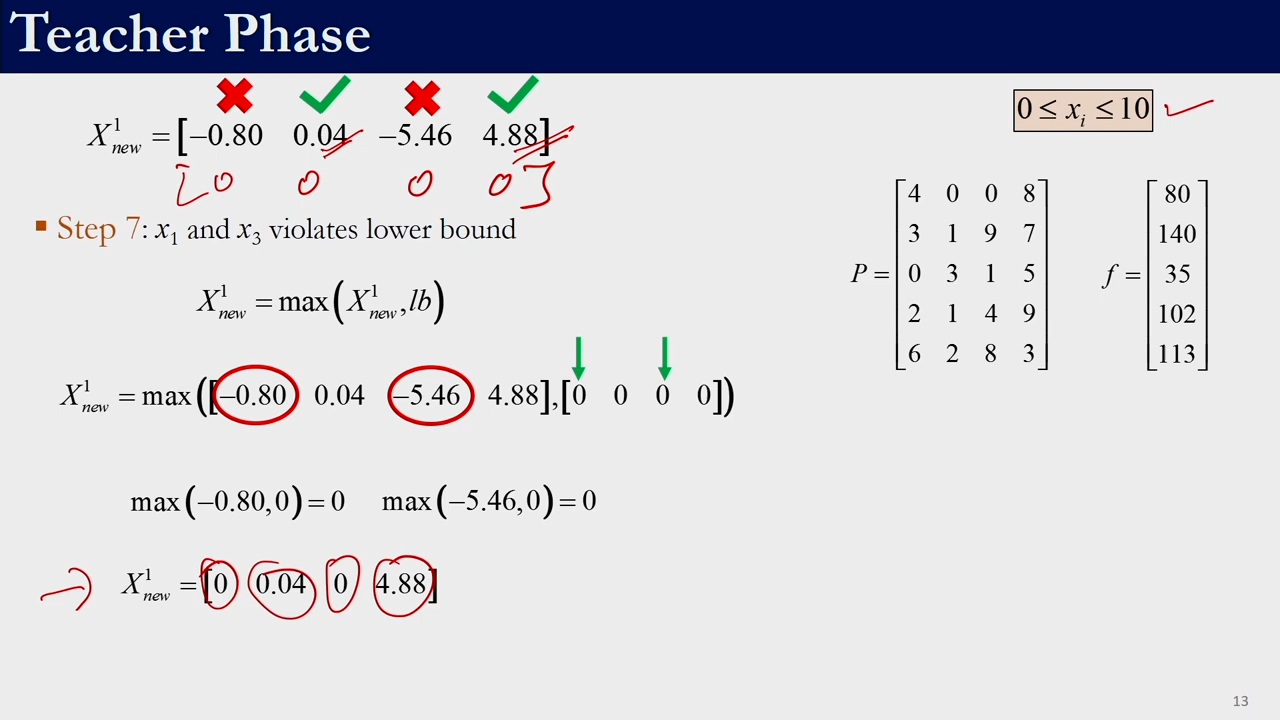 Teacher Phase
X¹new = [−0.80 0.04 −5.46 4.88]
[0 0 0 0]
0 ≤ xi ≤ 10
▪ Step 7: x1 and x3 violates lower bound
X¹new = max(X¹new, lb)
X¹new = max([−0.80 0.04 −5.46 4.88],[0 0 0 0])
max(−0.80,0) = 0 max(−5.46,0) = 0
X¹new = [0 0.04 0 4.88]
P = [4 0 0 8
3 1 9 7
0 3 1 5
2 1 4 9
6 2 8 3]
f = [80
140
35
102
113]
13